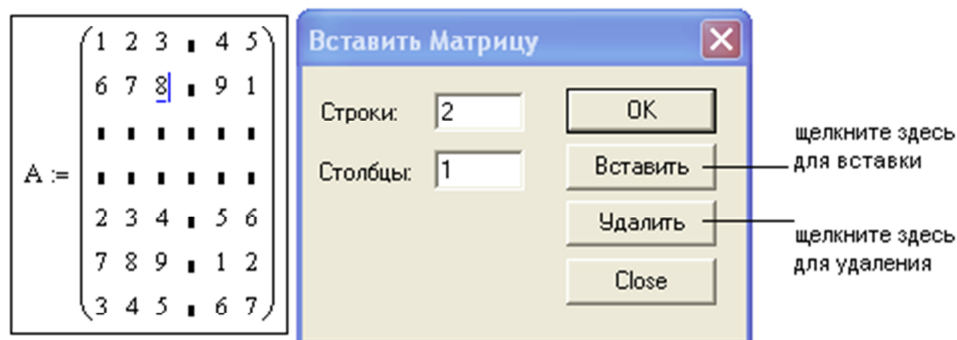 1 2 3 ∎ 4 5
6 7 8 ∎ 9 1
∎ ∎ ∎ ∎ ∎ ∎
A := ∎ ∎ ∎ ∎ ∎ ∎
2 3 4 ∎ 5 6
7 8 9 ∎ 1 2
3 4 5 ∎ 6 7
Вставить Матрицу
Строки: 2
Столбцы: 1
OK
Вставить
Удалить
Close
щелкните здесь
для вставки
щелкните здесь
для удаления